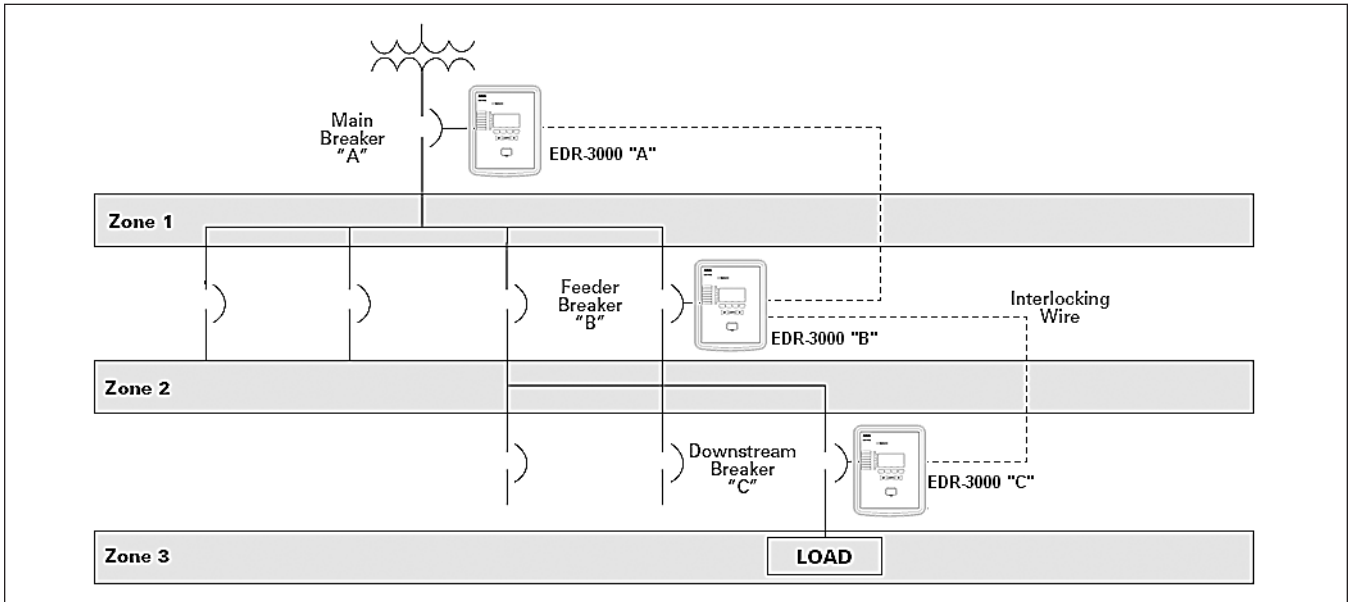 Main
Breaker
"A"
EDR-3000 "A"
Zone 1
Feeder
Breaker
"B"
EDR-3000 "B"
Interlocking
Wire
Zone 2
Downstream
Breaker
"C"
EDR-3000 "C"
Zone 3
LOAD